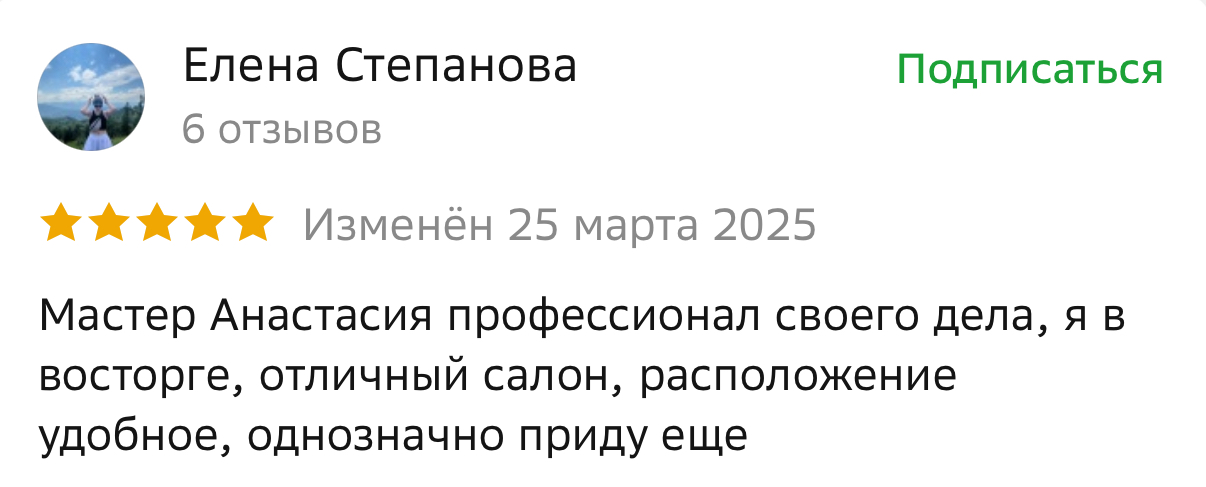 Елена Степанова
Подписаться
6 отзывов
Изменён 25 марта 2025
Мастер Анастасия профессионал своего дела, я в
восторге, отличный салон, расположение
удобное, однозначно приду еще